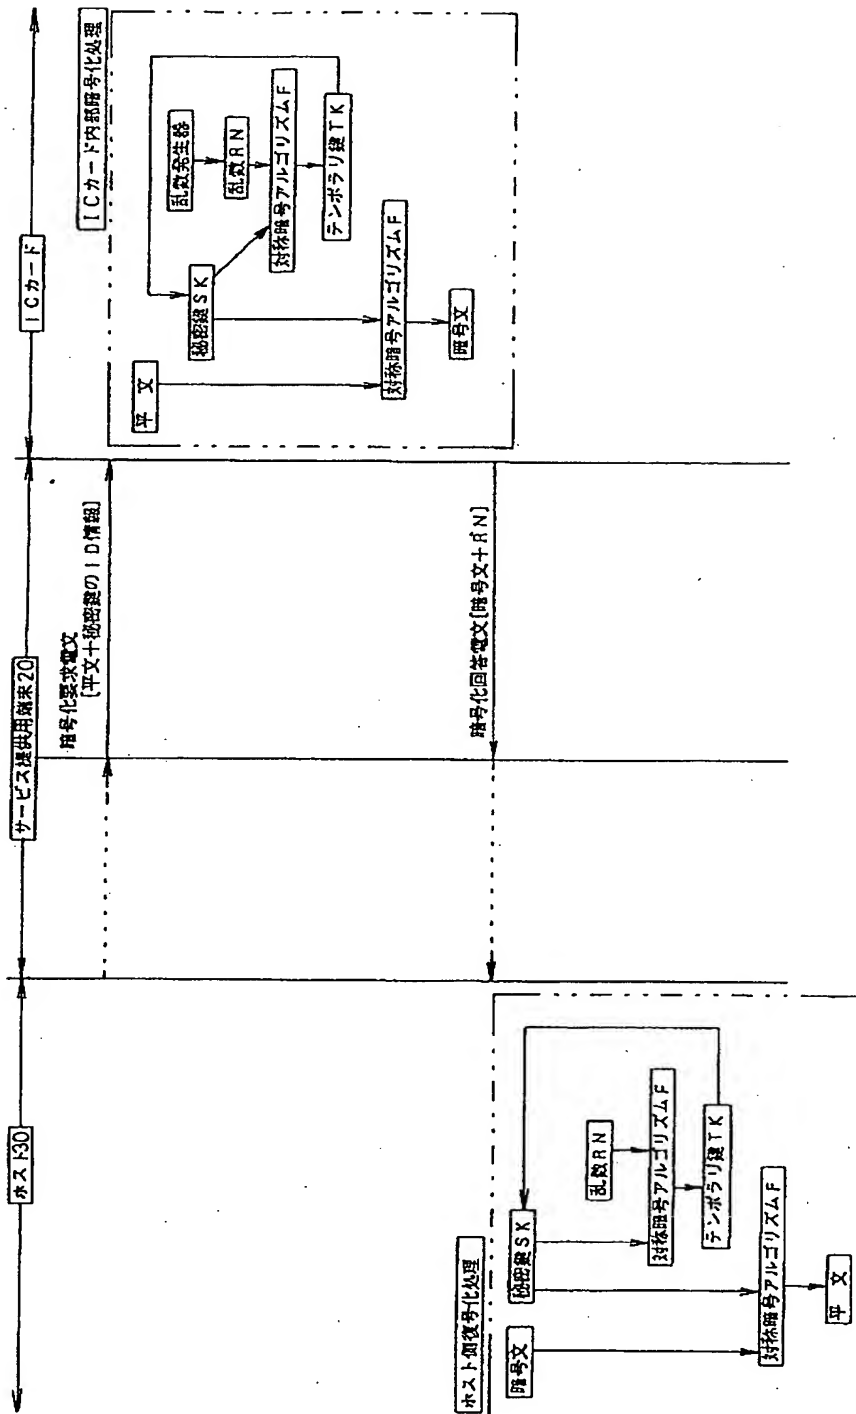 ホスト30
サービス提供用端末20
ICカード
暗号化要求電文
[平文+秘密鍵のID情報]
ICカード内部暗号化処理
平 文
秘密鍵SK
乱数発生器
乱数RN
対称暗号アルゴリズムF
テンポラリ鍵TK
対称暗号アルゴリズムF
暗号文
暗号化回答電文[暗号文+RN]
ホスト側復号化処理
暗号文
秘密鍵SK
乱数RN
対称暗号アルゴリズムF
テンポラリ鍵TK
対称暗号アルゴリズムF
平 文